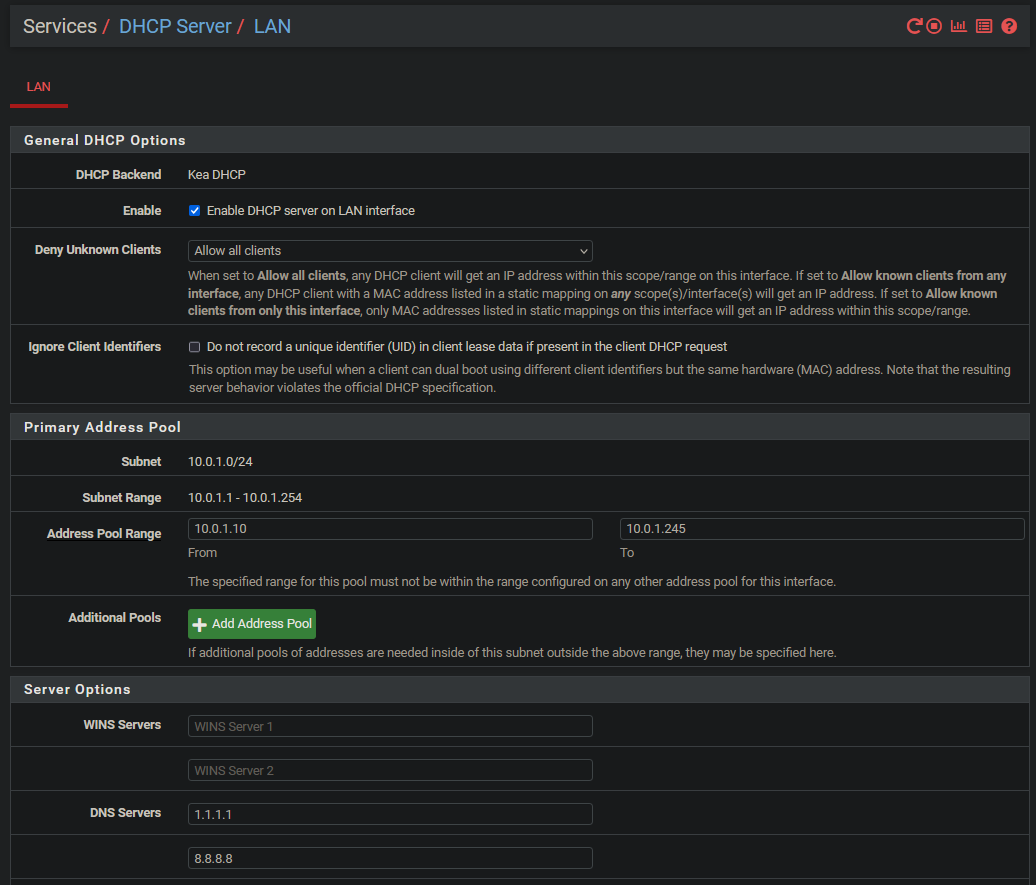 Services / DHCP Server / LAN
LAN
General DHCP Options
DHCP Backend Kea DHCP
Enable Enable DHCP server on LAN interface
Deny Unknown Clients Allow all clients
When set to Allow all clients, any DHCP client will get an IP address within this scope/range on this interface. If set to Allow known clients from any
interface, any DHCP client with a MAC address listed in a static mapping on any scope(s)/interface(s) will get an IP address. If set to Allow known
clients from only this interface, only MAC addresses listed in static mappings on this interface will get an IP address within this scope/range.
Ignore Client Identifiers Do not record a unique identifier (UID) in client lease data if present in the client DHCP request
This option may be useful when a client can dual boot using different client identifiers but the same hardware (MAC) address. Note that the resulting
server behavior violates the official DHCP specification.
Primary Address Pool
Subnet 10.0.1.0/24
Subnet Range 10.0.1.1 - 10.0.1.254
Address Pool Range 10.0.1.10 10.0.1.245
From To
The specified range for this pool must not be within the range configured on any other address pool for this interface.
Additional Pools Add Address Pool
If additional pools of addresses are needed inside of this subnet outside the above range, they may be specified here.
Server Options
WINS Servers WINS Server 1
WINS Server 2
DNS Servers 1.1.1.1
8.8.8.8